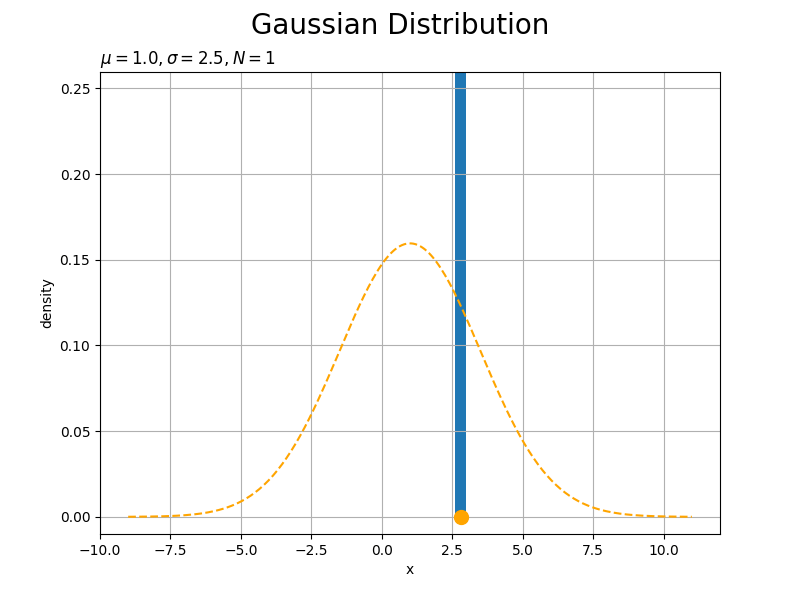 Gaussian Distribution
μ = 1.0, σ = 2.5, N = 1
0.25
0.20
0.15
0.10
0.05
0.00
density
−10.0 −7.5 −5.0 −2.5 0.0 2.5 5.0 7.5 10.0
x